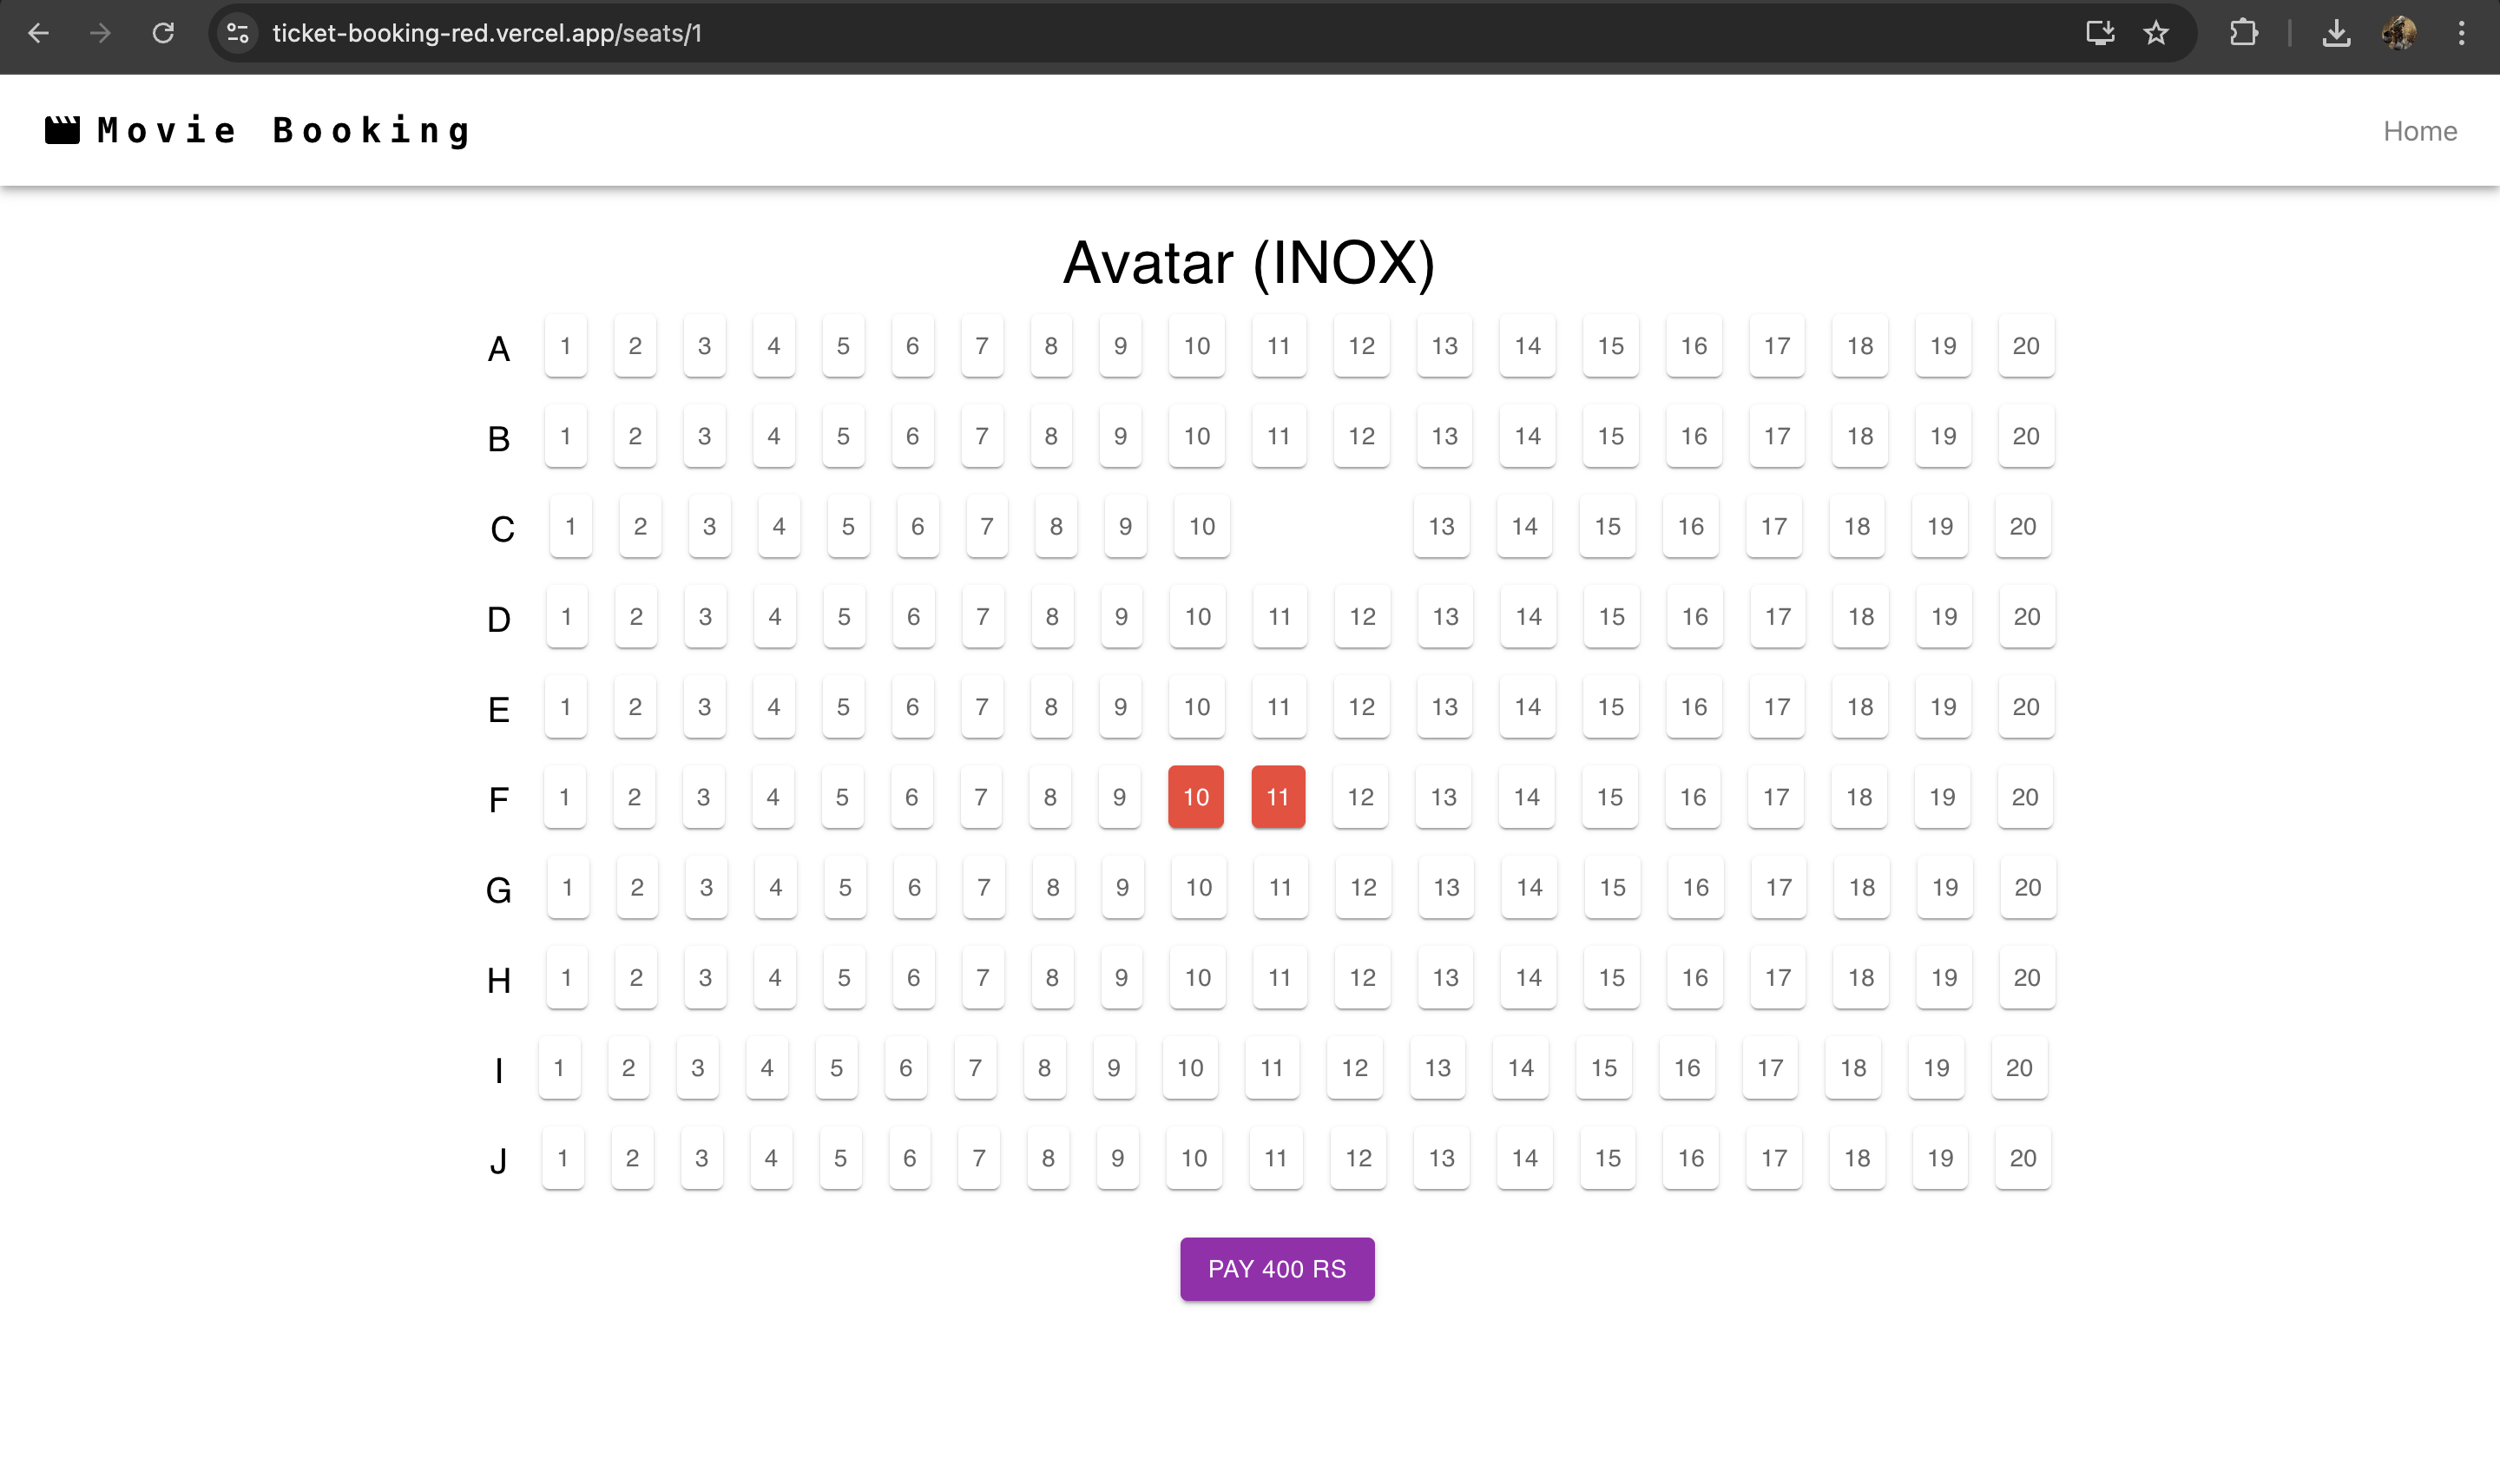 ticket-booking-red.vercel.app/seats/1
Movie Booking
Home
Avatar (INOX)
A 1 2 3 4 5 6 7 8 9 10 11 12 13 14 15 16 17 18 19 20
B 1 2 3 4 5 6 7 8 9 10 11 12 13 14 15 16 17 18 19 20
C 1 2 3 4 5 6 7 8 9 10 13 14 15 16 17 18 19 20
D 1 2 3 4 5 6 7 8 9 10 11 12 13 14 15 16 17 18 19 20
E 1 2 3 4 5 6 7 8 9 10 11 12 13 14 15 16 17 18 19 20
F 1 2 3 4 5 6 7 8 9 10 11 12 13 14 15 16 17 18 19 20
G 1 2 3 4 5 6 7 8 9 10 11 12 13 14 15 16 17 18 19 20
H 1 2 3 4 5 6 7 8 9 10 11 12 13 14 15 16 17 18 19 20
I 1 2 3 4 5 6 7 8 9 10 11 12 13 14 15 16 17 18 19 20
J 1 2 3 4 5 6 7 8 9 10 11 12 13 14 15 16 17 18 19 20
PAY 400 RS